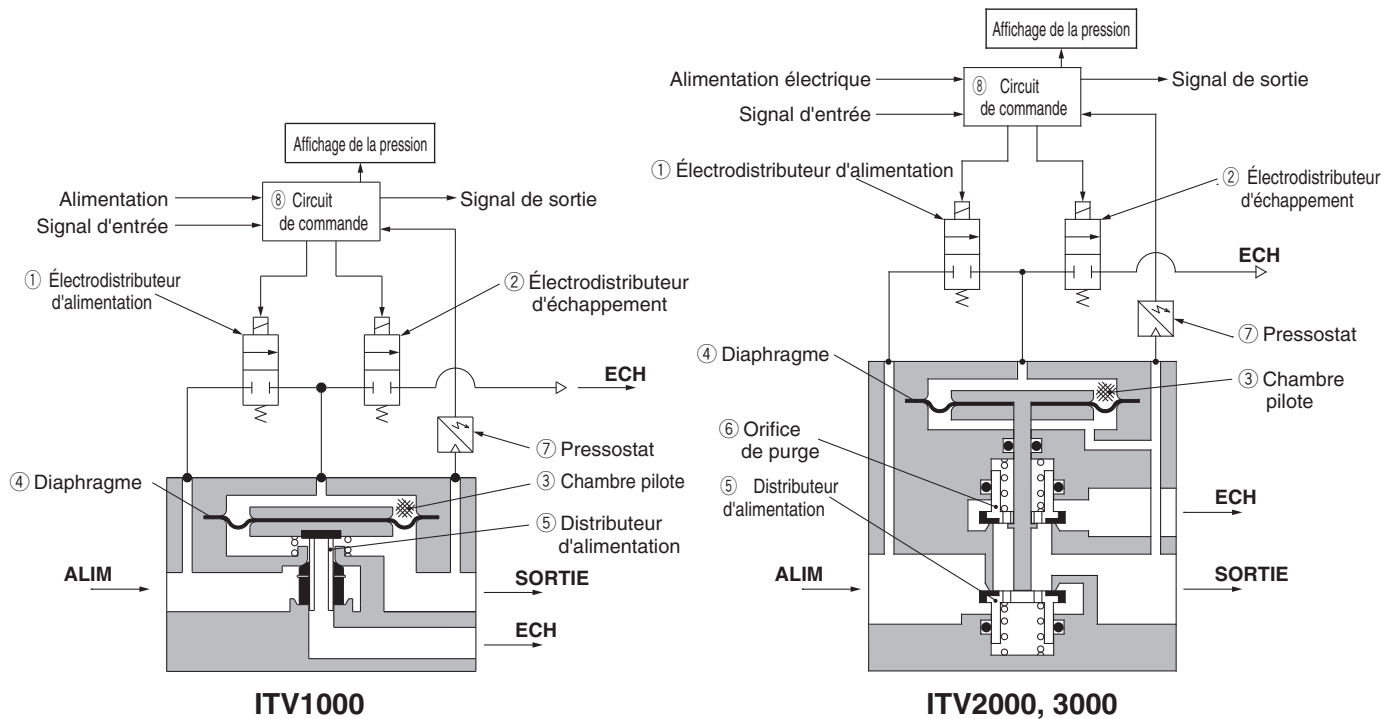 Affichage de la pression
Alimentation
Signal d'entrée
⑧ Circuit
de commande
Signal de sortie
① Électrodistributeur
d'alimentation
② Électrodistributeur
d'échappement
ECH
⑦ Pressostat
④ Diaphragme
③ Chambre pilote
⑤ Distributeur
d'alimentation
ALIM
SORTIE
ECH
ITV1000
Affichage de la pression
Alimentation électrique
Signal d'entrée
⑧ Circuit
de commande
Signal de sortie
① Électrodistributeur d'alimentation
② Électrodistributeur
d'échappement
ECH
⑦ Pressostat
④ Diaphragme
③ Chambre
pilote
⑥ Orifice
de purge
⑤ Distributeur
d'alimentation
ECH
ALIM
SORTIE
ITV2000, 3000